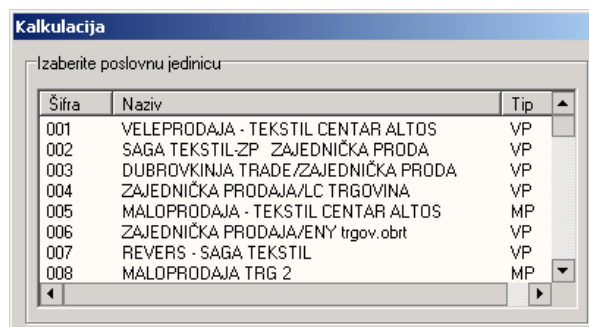 Kalkulacija
Izaberite poslovnu jedinicu
Šifra Naziv Tip
001 VELEPRODAJA - TEKSTIL CENTAR ALTOS VP
002 SAGA TEKSTIL-ZP ZAJEDNIČKA PRODA VP
003 DUBROVKINJA TRADE/ZAJEDNIČKA PRODA VP
004 ZAJEDNIČKA PRODAJA/LC TRGOVINA VP
005 MALOPRODAJA - TEKSTIL CENTAR ALTOS MP
006 ZAJEDNIČKA PRODAJA/ENY trgov.obrt VP
007 REVERS - SAGA TEKSTIL VP
008 MALOPRODAJA TRG 2 MP